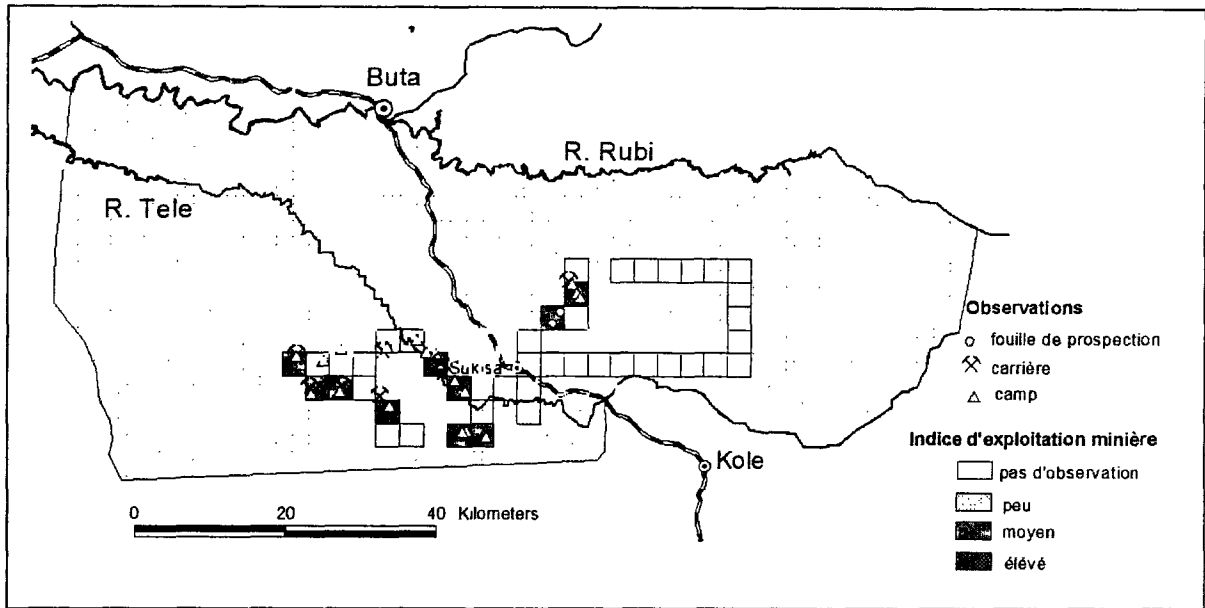 Buta
R. Rubi
R. Tele
Sukisa
Kole
0 20 40 Kilometers
Observations
fouille de prospection
carrière
camp
Indice d'exploitation minière
pas d'observation
peu
moyen
élévé